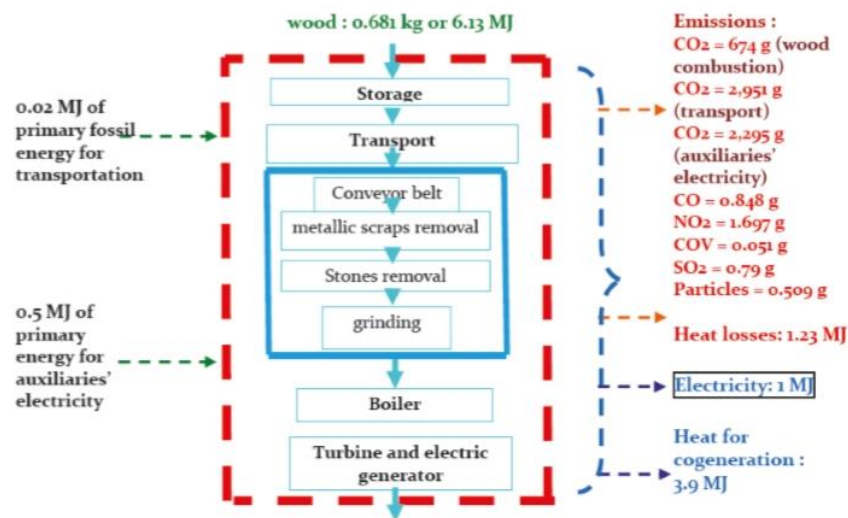 wood : 0.681 kg or 6.13 MJ
0.02 MJ of
primary fossil
energy for
transportation
0.5 MJ of
primary
energy for
auxiliaries'
electricity
Storage
Transport
Conveyor belt
metallic scraps removal
Stones removal
grinding
Boiler
Turbine and electric
generator
Emissions :
CO2 = 674 g (wood
combustion)
CO2 = 2,951 g
(transport)
CO2 = 2,295 g
(auxiliaries'
electricity)
CO = 0.848 g
NO2 = 1.697 g
COV = 0.051 g
SO2 = 0.79 g
Particles = 0.509 g
Heat losses: 1.23 MJ
Electricity: 1 MJ
Heat for
cogeneration :
3.9 MJ